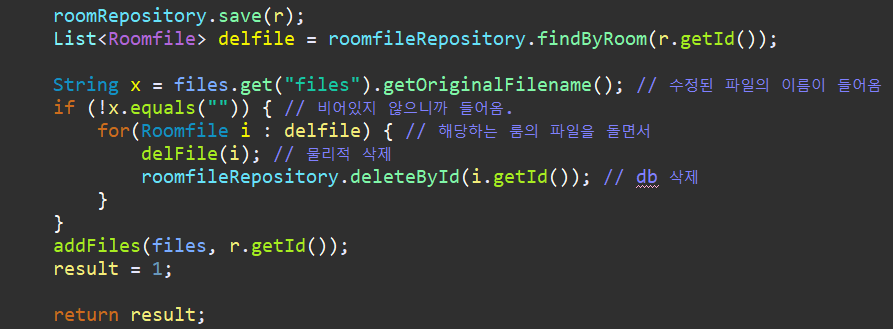 roomRepository.save(r);
List<Roomfile> delfile = roomfileRepository.findByRoom(r.getId());
String x = files.get("files").getOriginalFilename(); // 수정된 파일의 이름이 들어옴
if (!x.equals("")) { // 비어있지 않으니까 들어옴.
for(Roomfile i : delfile) { // 해당하는 룸의 파일을 돌면서
delFile(i); // 물리적 삭제
roomfileRepository.deleteById(i.getId()); // db 삭제
}
}
addFiles(files, r.getId());
result = 1;
return result;